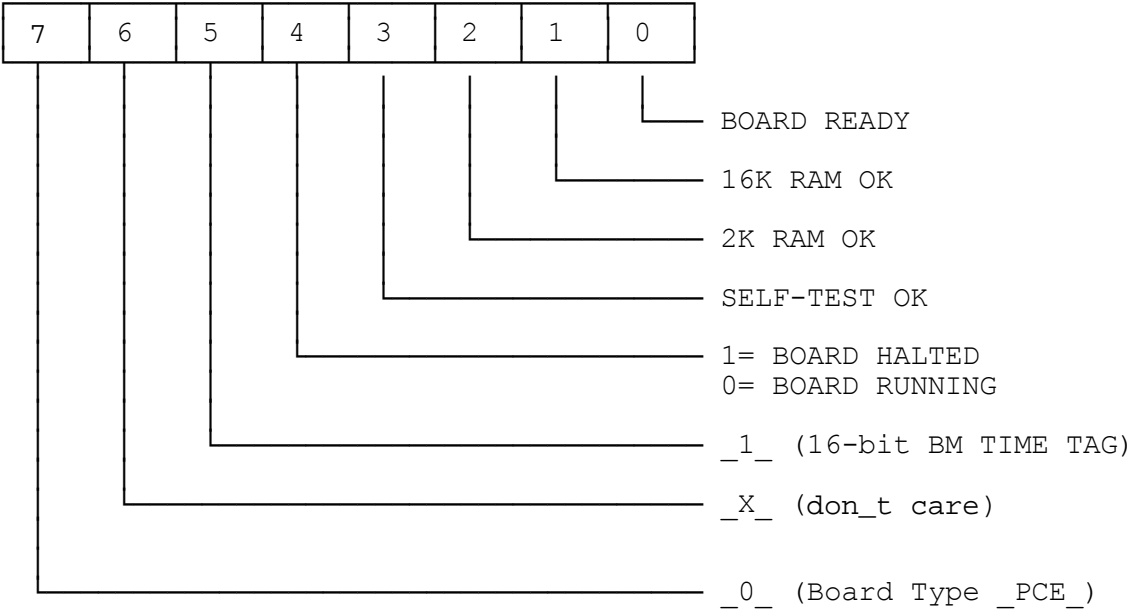 7 6 5 4 3 2 1 0
BOARD READY
16K RAM OK
2K RAM OK
SELF-TEST OK
1= BOARD HALTED
0= BOARD RUNNING
_1_ (16-bit BM TIME TAG)
_X_ (don_t care)
_0_ (Board Type _PCE_)